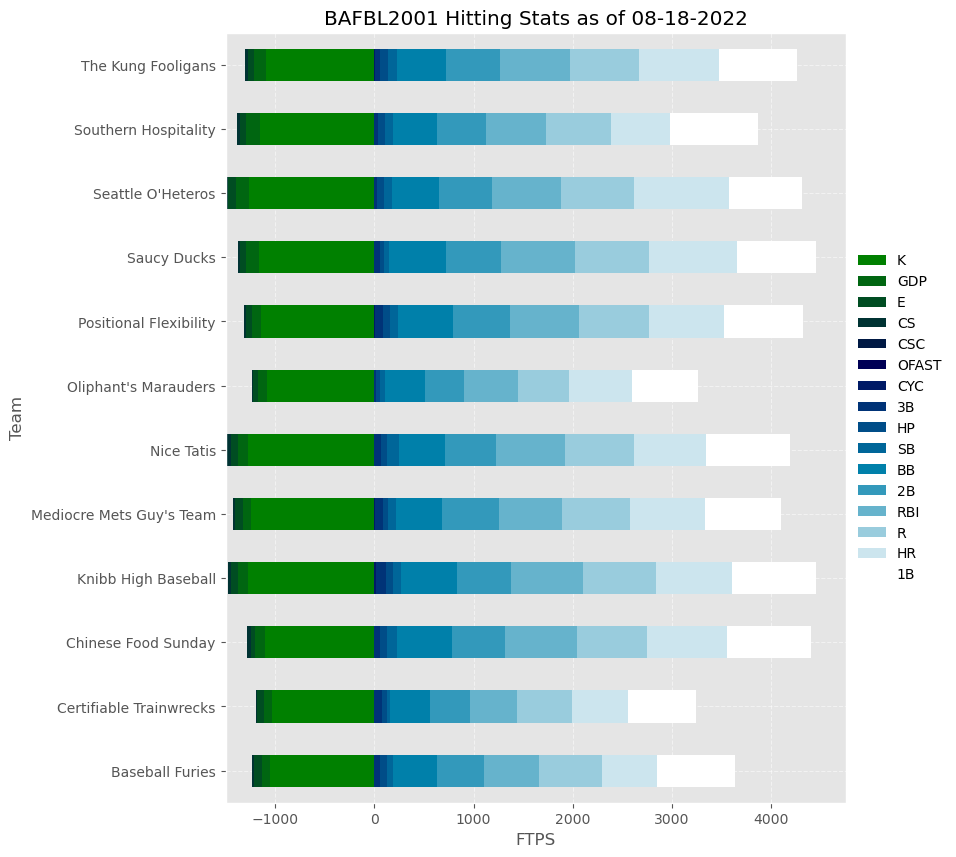 BAFBL2001 Hitting Stats as of 08-18-2022
The Kung Fooligans
Southern Hospitality
Seattle O'Heteros
Saucy Ducks
Positional Flexibility
Oliphant's Marauders
Nice Tatis
Mediocre Mets Guy's Team
Knibb High Baseball
Chinese Food Sunday
Certifiable Trainwrecks
Baseball Furies
Team
−1000 0 1000 2000 3000 4000
FTPS
K
GDP
E
CS
CSC
OFAST
CYC
3B
HP
SB
BB
2B
RBI
R
HR
1B